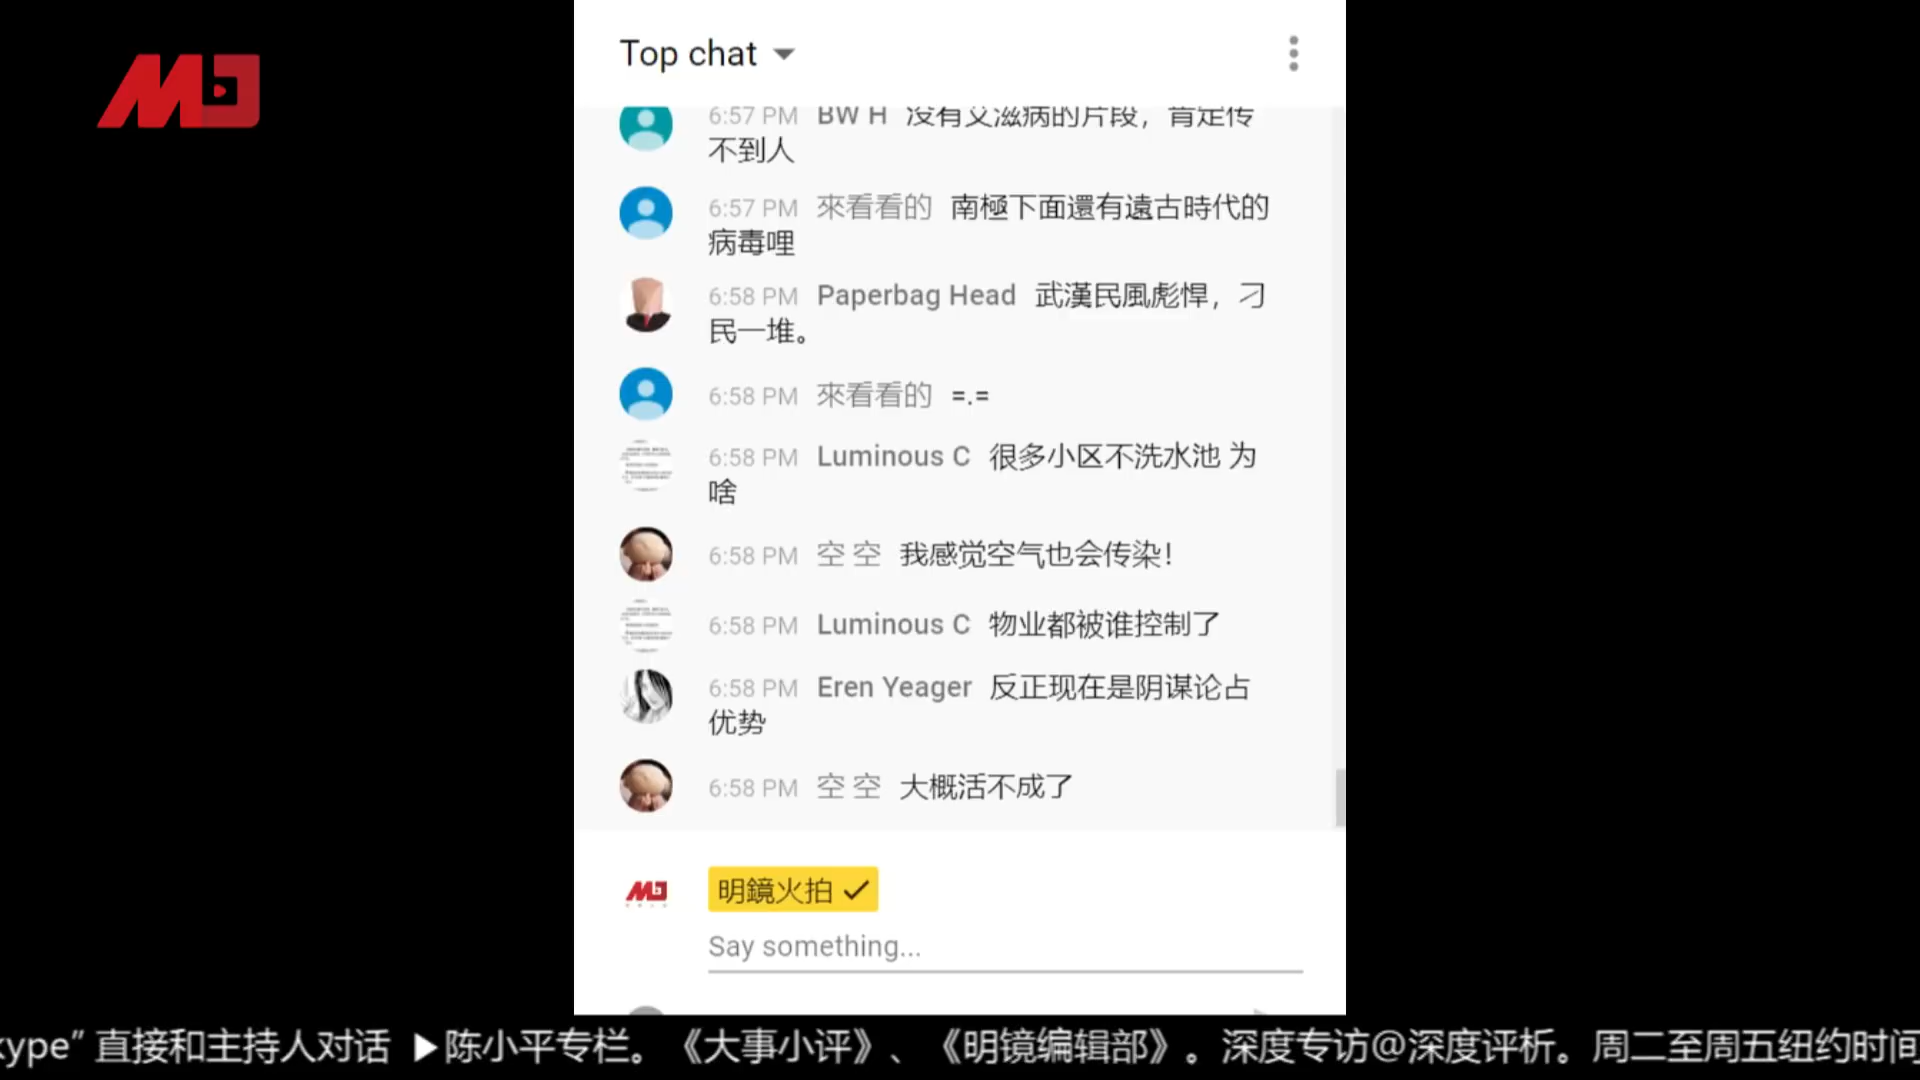 Top chat
6:57 PM BW H 没有艾滋病的片段，肯定传
不到人
6:57 PM 來看看的 南極下面還有遠古時代的
病毒哩
6:58 PM Paperbag Head 武漢民風彪悍，刁
民一堆。
6:58 PM 來看看的 =.=
6:58 PM Luminous C 很多小区不洗水池 为
啥
6:58 PM 空 空 我感觉空气也会传染！
6:58 PM Luminous C 物业都被谁控制了
6:58 PM Eren Yeager 反正现在是阴谋论占
优势
6:58 PM 空 空 大概活不成了
明鏡火拍
Say something...
kype” 直接和主持人对话 ▶陈小平专栏。《大事小评》、《明镜编辑部》。深度专访@深度评析。周二至周五纽约时间